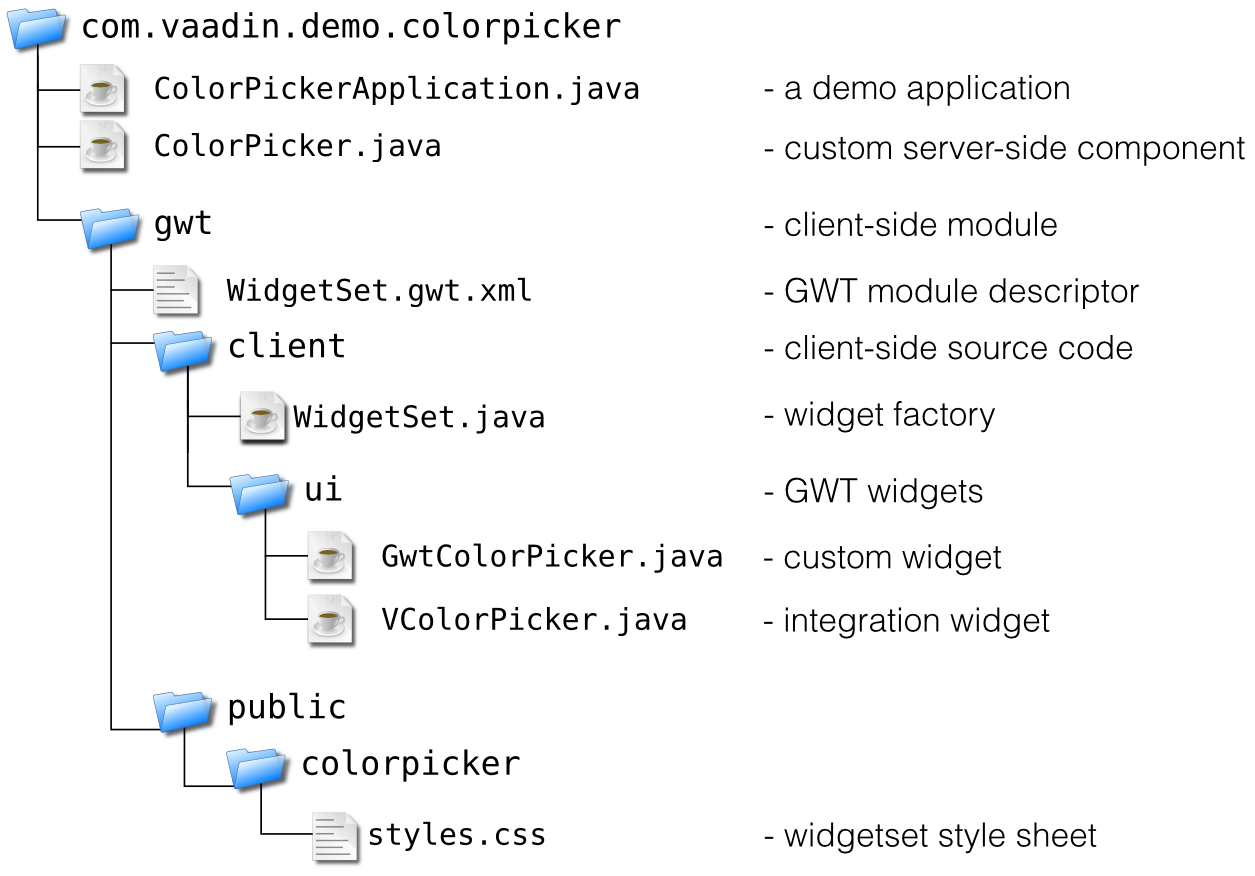 com.vaadin.demo.colorpicker
ColorPickerApplication.java - a demo application
ColorPicker.java - custom server-side component
gwt - client-side module
WidgetSet.gwt.xml - GWT module descriptor
client - client-side source code
WidgetSet.java - widget factory
ui - GWT widgets
GwtColorPicker.java - custom widget
VColorPicker.java - integration widget
public
colorpicker
styles.css - widgetset style sheet